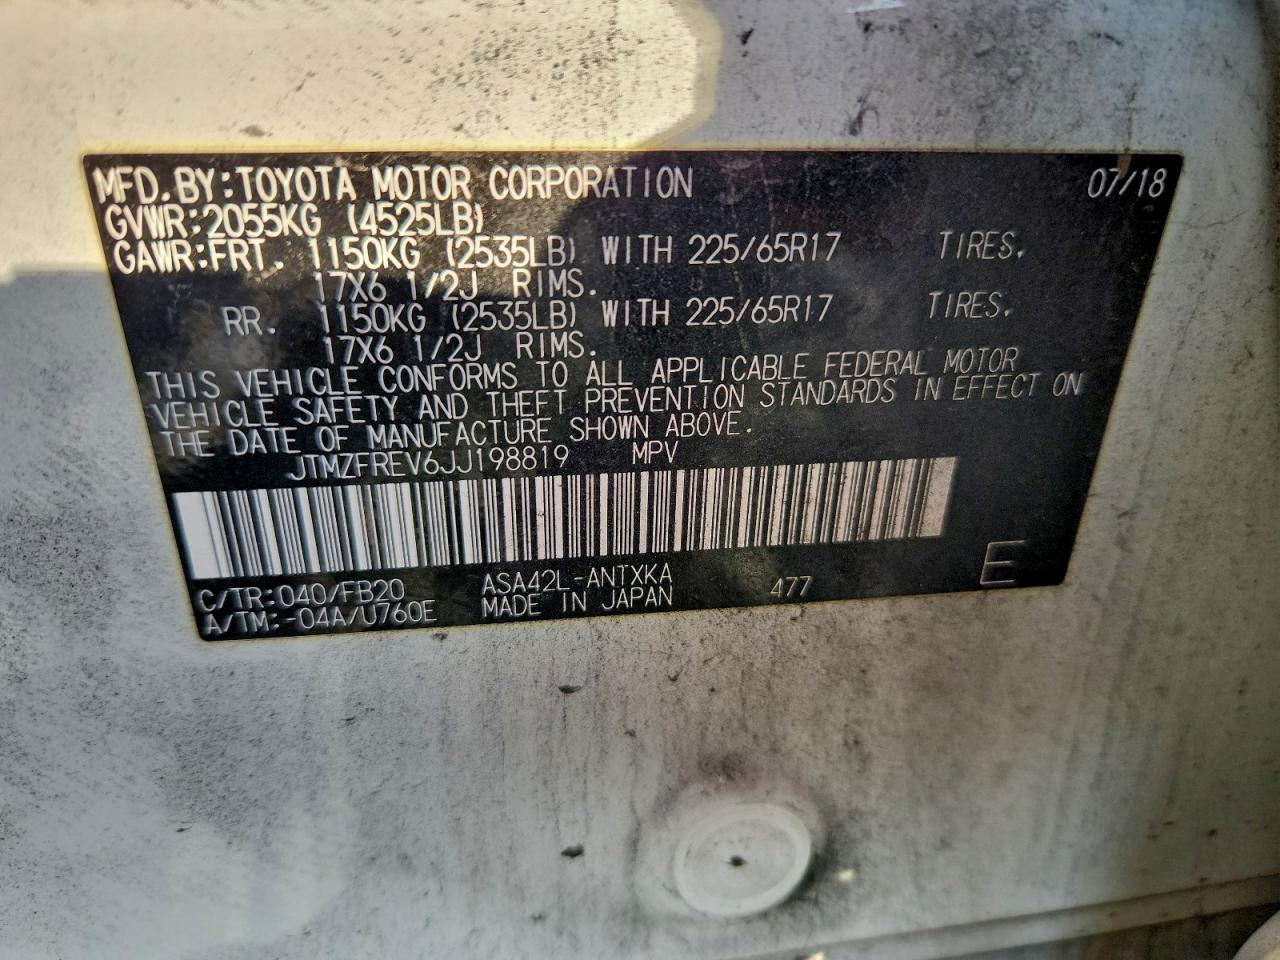 MFD.BY:TOYOTA MOTOR CORPORATION 07/18
GVWR:2055KG (4525LB)
GAWR:FRT. 1150KG (2535LB) WITH 225/65R17 TIRES.
17X6 1/2J RIMS.
RR. 1150KG (2535LB) WITH 225/65R17 TIRES.
17X6 1/2J RIMS.
THIS VEHICLE CONFORMS TO ALL APPLICABLE FEDERAL MOTOR
VEHICLE SAFETY AND THEFT PREVENTION STANDARDS IN EFFECT ON
THE DATE OF MANUFACTURE SHOWN ABOVE.
JTMZFREV6JJ198819 MPV
C/TR:040/FB20 ASA42L-ANTXKA 477 E
A/TM:-04A/U760E MADE IN JAPAN